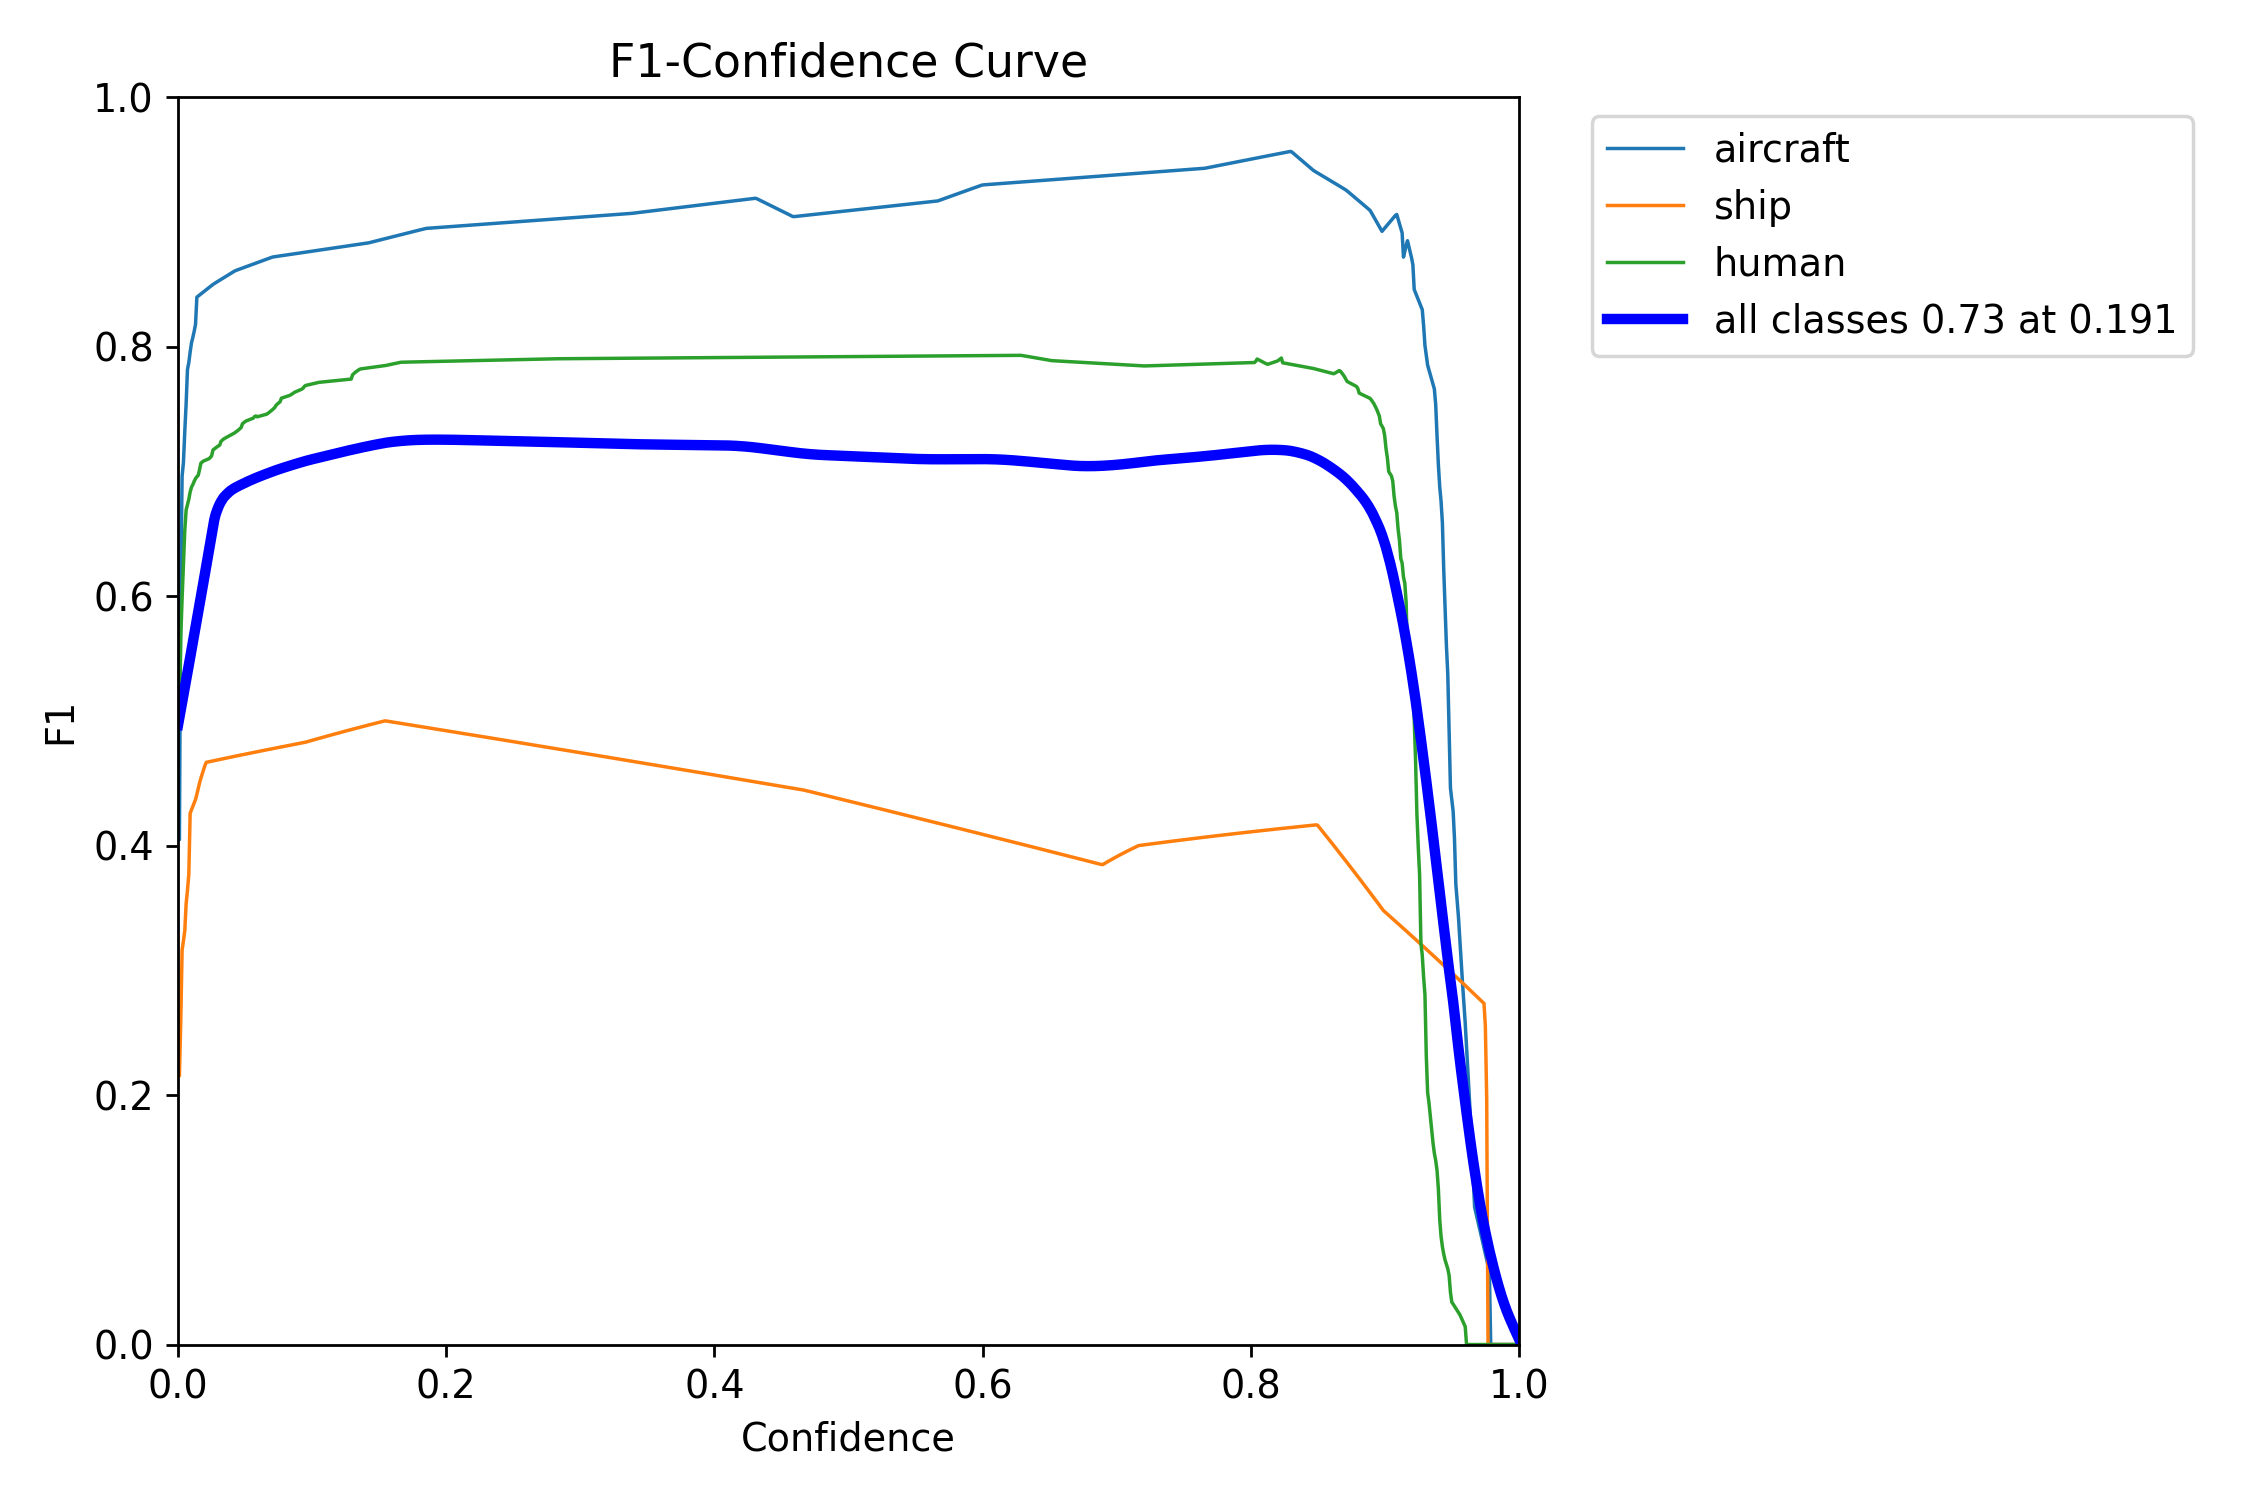 F1-Confidence Curve
1.0
0.8
0.6
0.4
0.2
0.0
F1
0.0 0.2 0.4 0.6 0.8 1.0
Confidence
aircraft
ship
human
all classes 0.73 at 0.191